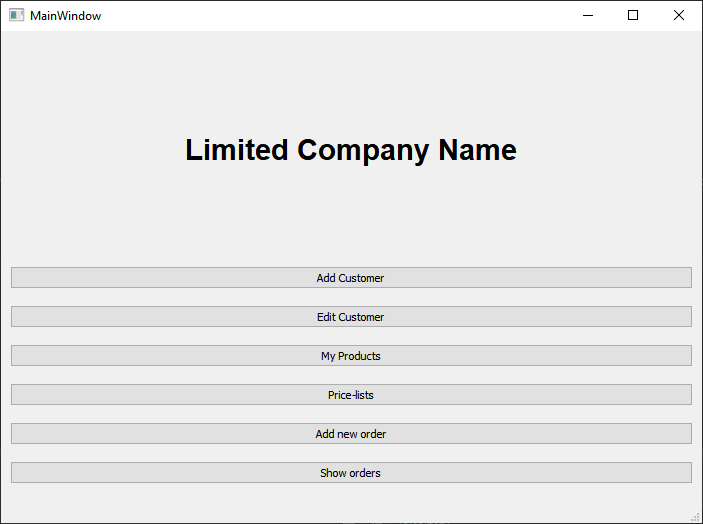 MainWindow
Limited Company Name
Add Customer
Edit Customer
My Products
Price-lists
Add new order
Show orders